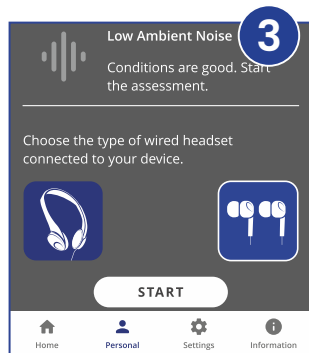 3
Low Ambient Noise
Conditions are good. Start
the assessment.
Choose the type of wired headset
connected to your device.
START
Home Personal Settings Information